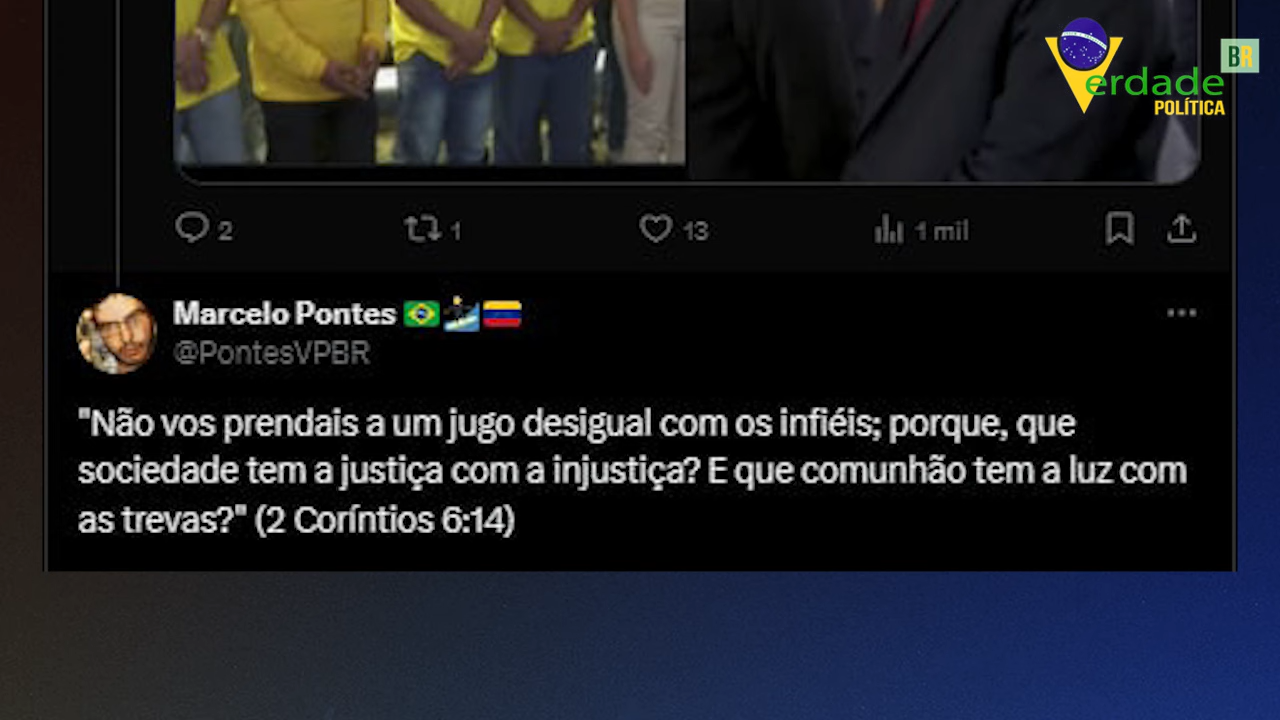 BR
Verdade
POLÍTICA
2 1 13 1 mil
Marcelo Pontes
@PontesVPBR
"Não vos prendais a um jugo desigual com os infiéis; porque, que
sociedade tem a justiça com a injustiça? E que comunhão tem a luz com
as trevas?" (2 Coríntios 6:14)